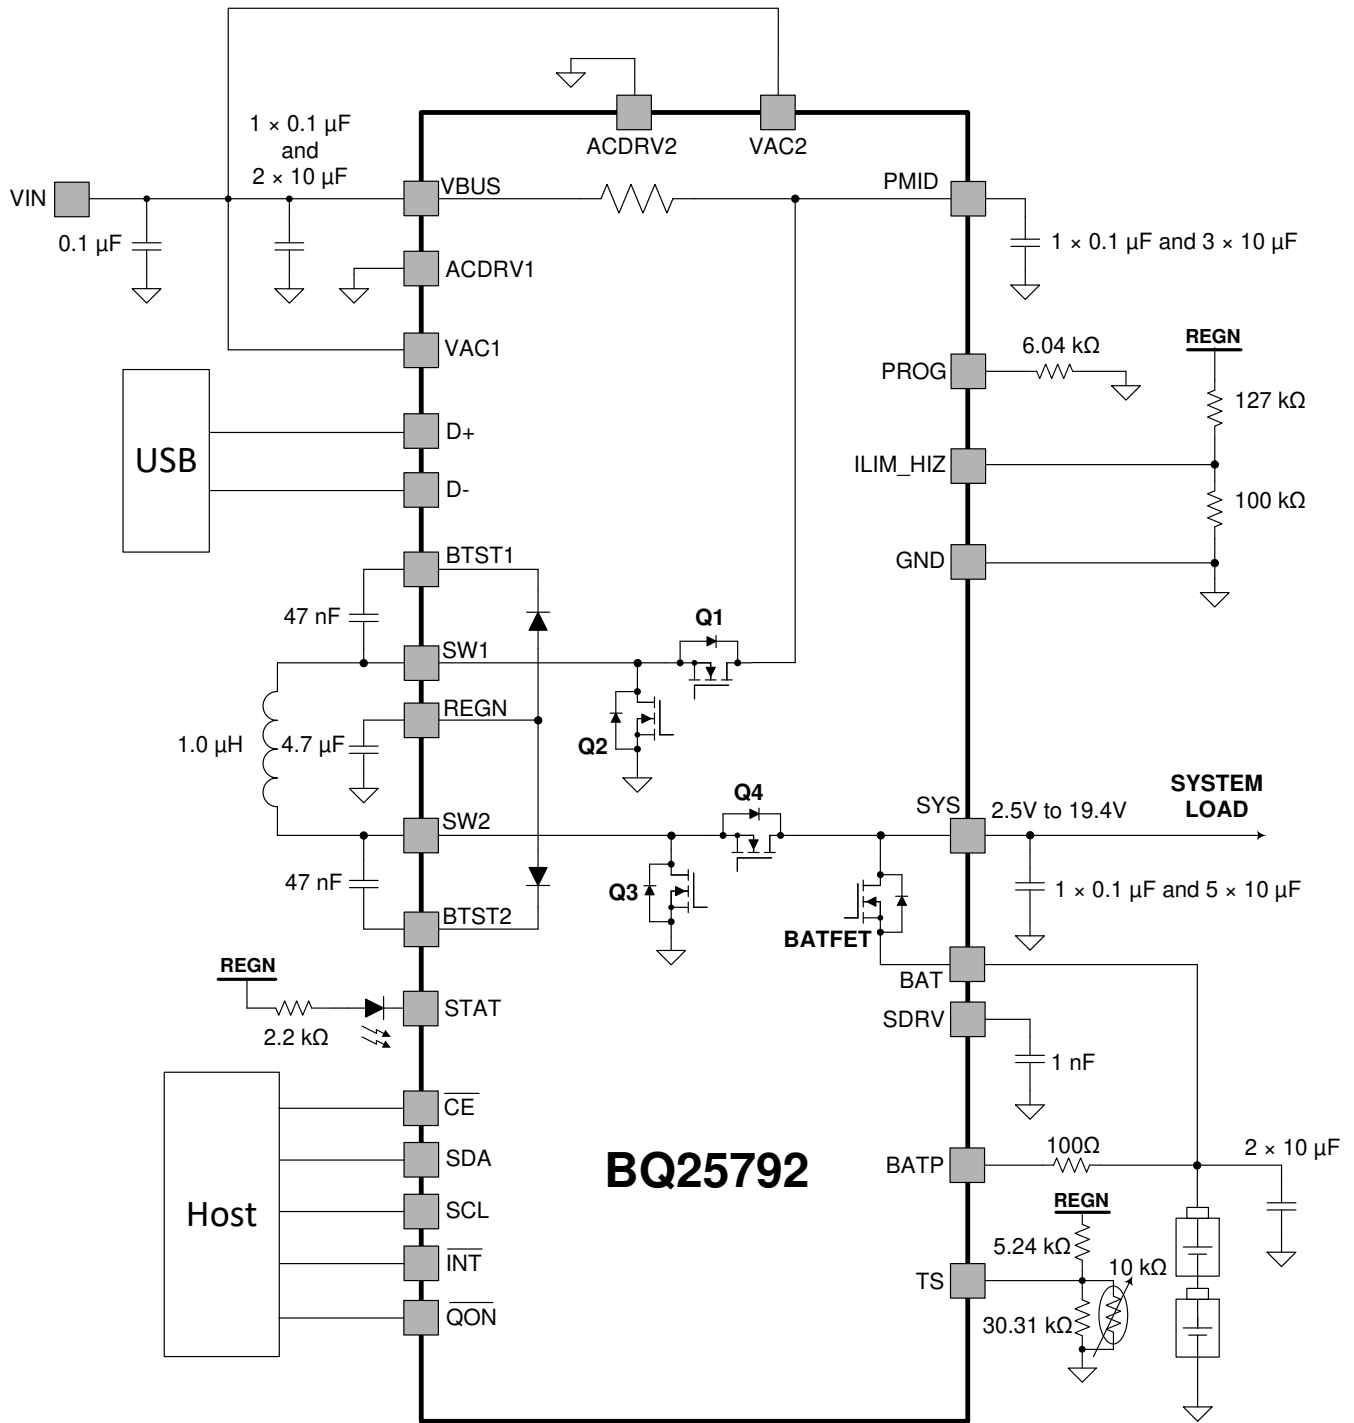 ACDRV2
VAC2
1 × 0.1 µF
and
2 × 10 µF
VIN
VBUS
PMID
0.1 µF
1 × 0.1 µF and 3 × 10 µF
ACDRV1
VAC1
PROG
6.04 kΩ
REGN
127 kΩ
USB
D+
D-
ILIM_HIZ
100 kΩ
GND
BTST1
47 nF
SW1
Q1
REGN
1.0 µH
4.7 µF
Q2
SW2
Q4
SYS
2.5V to 19.4V
SYSTEM
LOAD
47 nF
Q3
1 × 0.1 µF and 5 × 10 µF
BTST2
BATFET
BAT
REGN
2.2 kΩ
STAT
SDRV
1 nF
Host
CE
SDA
SCL
INT
QON
BQ25792
BATP
100Ω
2 × 10 µF
REGN
5.24 kΩ
TS
10 kΩ
30.31 kΩ